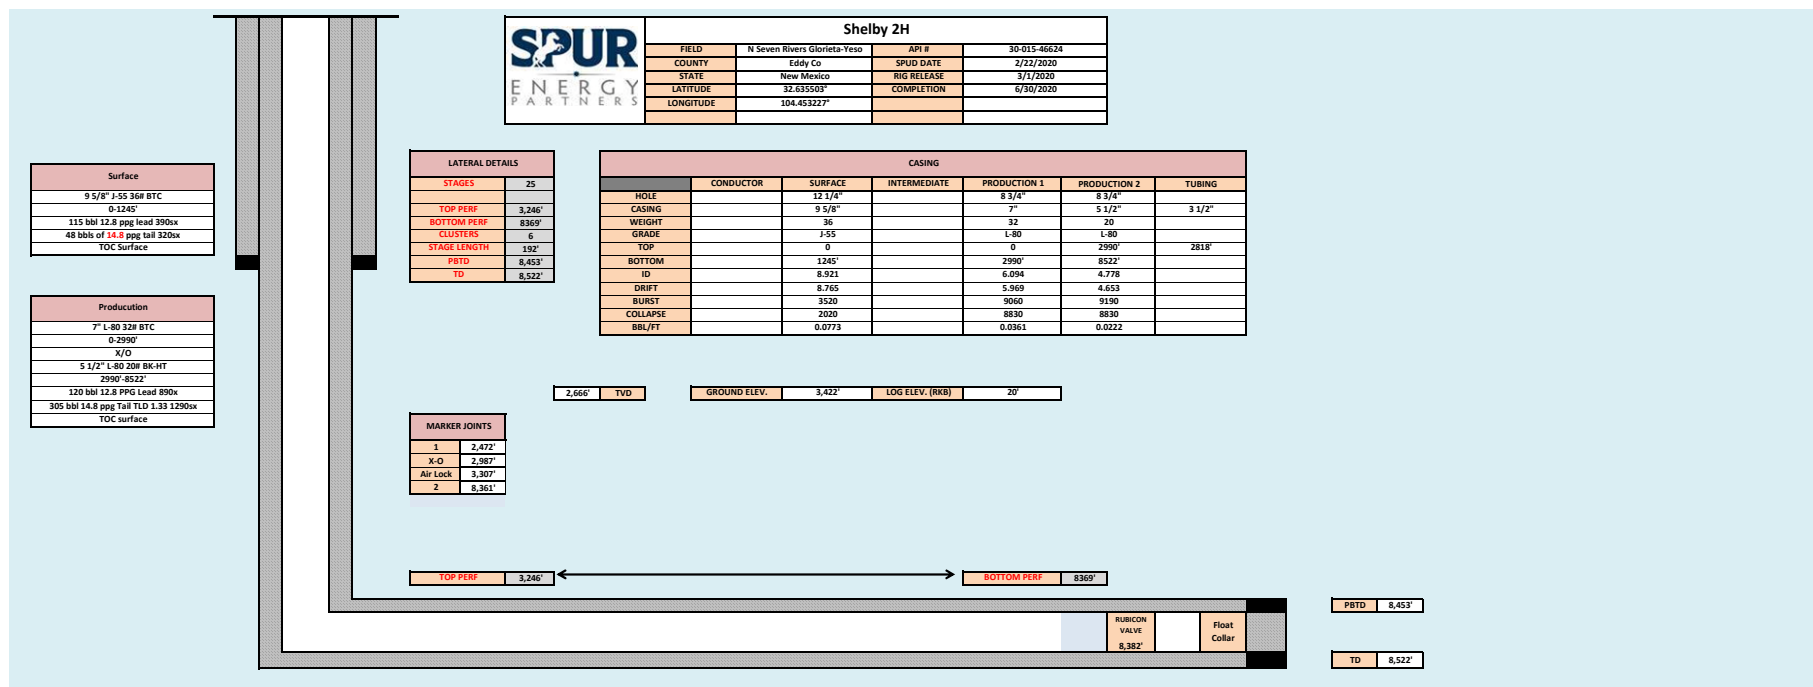 SPUR
ENERGY
PARTNERS
Shelby 2H
FIELD N Seven Rivers Glorieta-Yeso API # 30-015-46624
COUNTY Eddy Co SPUD DATE 2/22/2020
STATE New Mexico RIG RELEASE 3/1/2020
LATITUDE 32.635503° COMPLETION 6/30/2020
LONGITUDE 104.453227°
Surface
9 5/8" J-55 36# BTC
0-1245'
115 bbl 12.8 ppg lead 390sx
48 bbls of 14.8 ppg tail 320sx
TOC Surface
Producution
7" L-80 32# BTC
0-2990'
X/O
5 1/2" L-80 20# BK-HT
2990'-8522'
120 bbl 12.8 PPG Lead 890x
305 bbl 14.8 ppg Tail TLD 1.33 1290sx
TOC surface
LATERAL DETAILS
STAGES 25
TOP PERF 3,246'
BOTTOM PERF 8369'
CLUSTERS 6
STAGE LENGTH 192'
PBTD 8,453'
TD 8,522'
CASING
CONDUCTOR SURFACE INTERMEDIATE PRODUCTION 1 PRODUCTION 2 TUBING
HOLE 12 1/4" 8 3/4" 8 3/4"
CASING 9 5/8" 7" 5 1/2" 3 1/2"
WEIGHT 36 32 20
GRADE J-55 L-80 L-80
TOP 0 0 2990' 2818'
BOTTOM 1245' 2990' 8522'
ID 8.921 6.094 4.778
DRIFT 8.765 5.969 4.653
BURST 3520 9060 9190
COLLAPSE 2020 8830 8830
BBL/FT 0.0773 0.0361 0.0222
2,666' TVD
GROUND ELEV. 3,422' LOG ELEV. (RKB) 20'
MARKER JOINTS
1 2,472'
X-O 2,987'
Air Lock 3,307'
2 8,361'
TOP PERF 3,246'
BOTTOM PERF 8369'
PBTD 8,453'
RUBICON
VALVE
8,382'
Float
Collar
TD 8,522'